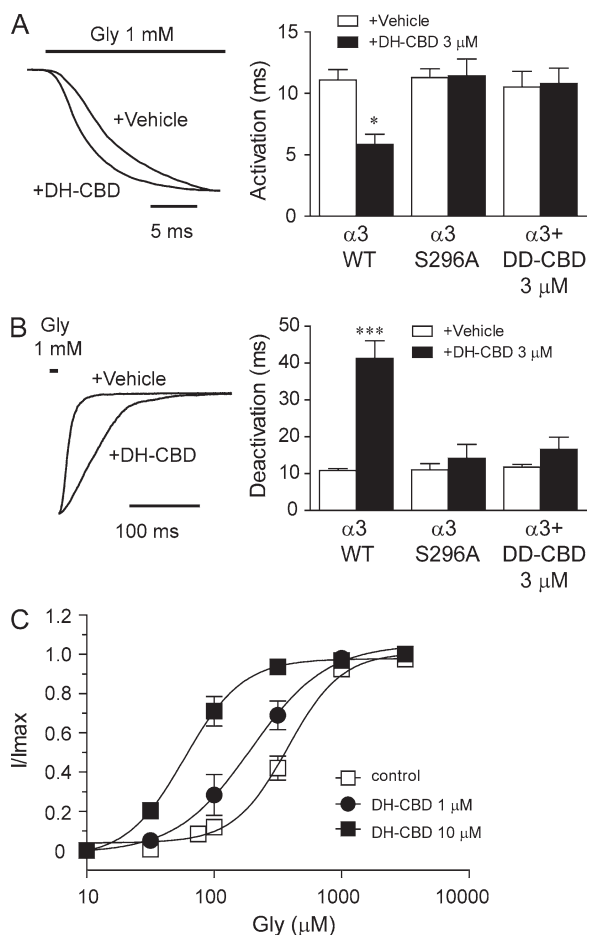 A
Gly 1 mM
+Vehicle
+DH-CBD
5 ms
+Vehicle
+DH-CBD 3 μM
Activation (ms)
15
10
5
0
*
α3 WT
α3 S296A
α3+ DD-CBD 3 μM
B
Gly 1 mM
+Vehicle
+DH-CBD
100 ms
+Vehicle
+DH-CBD 3 μM
Deactivation (ms)
50
40
30
20
10
0
***
α3 WT
α3 S296A
α3+ DD-CBD 3 μM
C
I/Imax
1.2
1.0
0.8
0.6
0.4
0.2
0
control
DH-CBD 1 μM
DH-CBD 10 μM
10 100 1000 10000
Gly (μM)